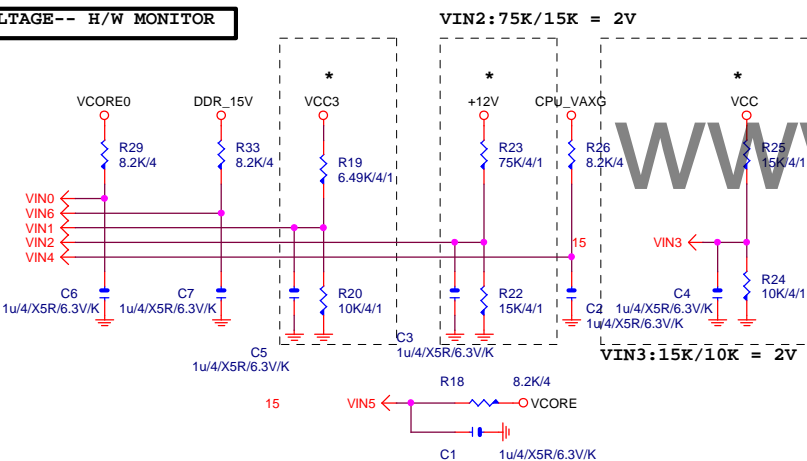 LTAGE-- H/W MONITOR
VIN2:75K/15K = 2V
*
*
*
VCORE0
DDR_15V
VCC3
+12V
CPU_VAXG
VCC
R29
8.2K/4
R33
8.2K/4
R19
6.49K/4/1
R23
75K/4/1
R26
8.2K/4
R25
15K/4/1
WWW
VIN0
VIN6
VIN1
VIN2
VIN4
15
VIN3
C6
1u/4/X5R/6.3V/K
C7
1u/4/X5R/6.3V/K
R20
10K/4/1
R22
15K/4/1
C2
1u/4/X5R/6.3V/K
C4
1u/4/X5R/6.3V/K
R24
10K/4/1
C5
1u/4/X5R/6.3V/K
C3
1u/4/X5R/6.3V/K
VIN3:15K/10K = 2V
R18
8.2K/4
15
VIN5
VCORE
C1
1u/4/X5R/6.3V/K